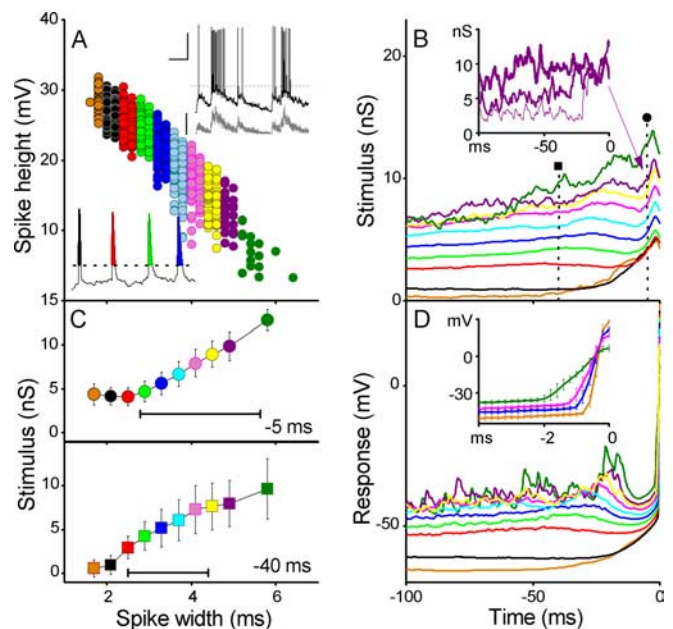 A
40
30
20
10
Spike height (mV)
B
nS
15
10
5
0
ms
-50
0
20
10
0
Stimulus (nS)
C
15
10
5
0
-5 ms
10
5
0
-40 ms
Stimulus (nS)
2
4
6
Spike width (ms)
D
mV
0
-30
ms
-2
0
0
-50
Response (mV)
-100
-50
0
Time (ms)